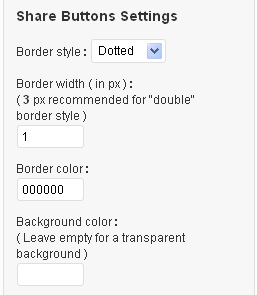 Share Buttons Settings
Border style : Dotted
Border width ( in px ) :
( 3 px recommended for "double"
border style )
1
Border color :
000000
Background color :
( Leave empty for a transparent
background )